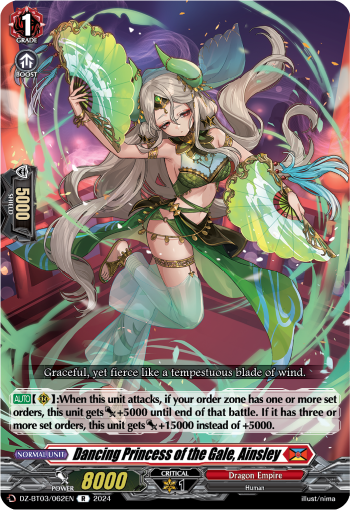 1
GRADE
BOOST
5000
SHIELD
Graceful, yet fierce like a tempestuous blade of wind.
AUTO【】:When this unit attacks, if your order zone has one or more set
orders, this unit gets +5000 until end of that battle. If it has three or
more set orders, this unit gets +15000 instead of +5000.
NORMAL UNIT
Dancing Princess of the Gale, Ainsley
POWER 8000
CRITICAL
1
Dragon Empire
Human
DZ-BT03/062EN R 2024
illust/nima